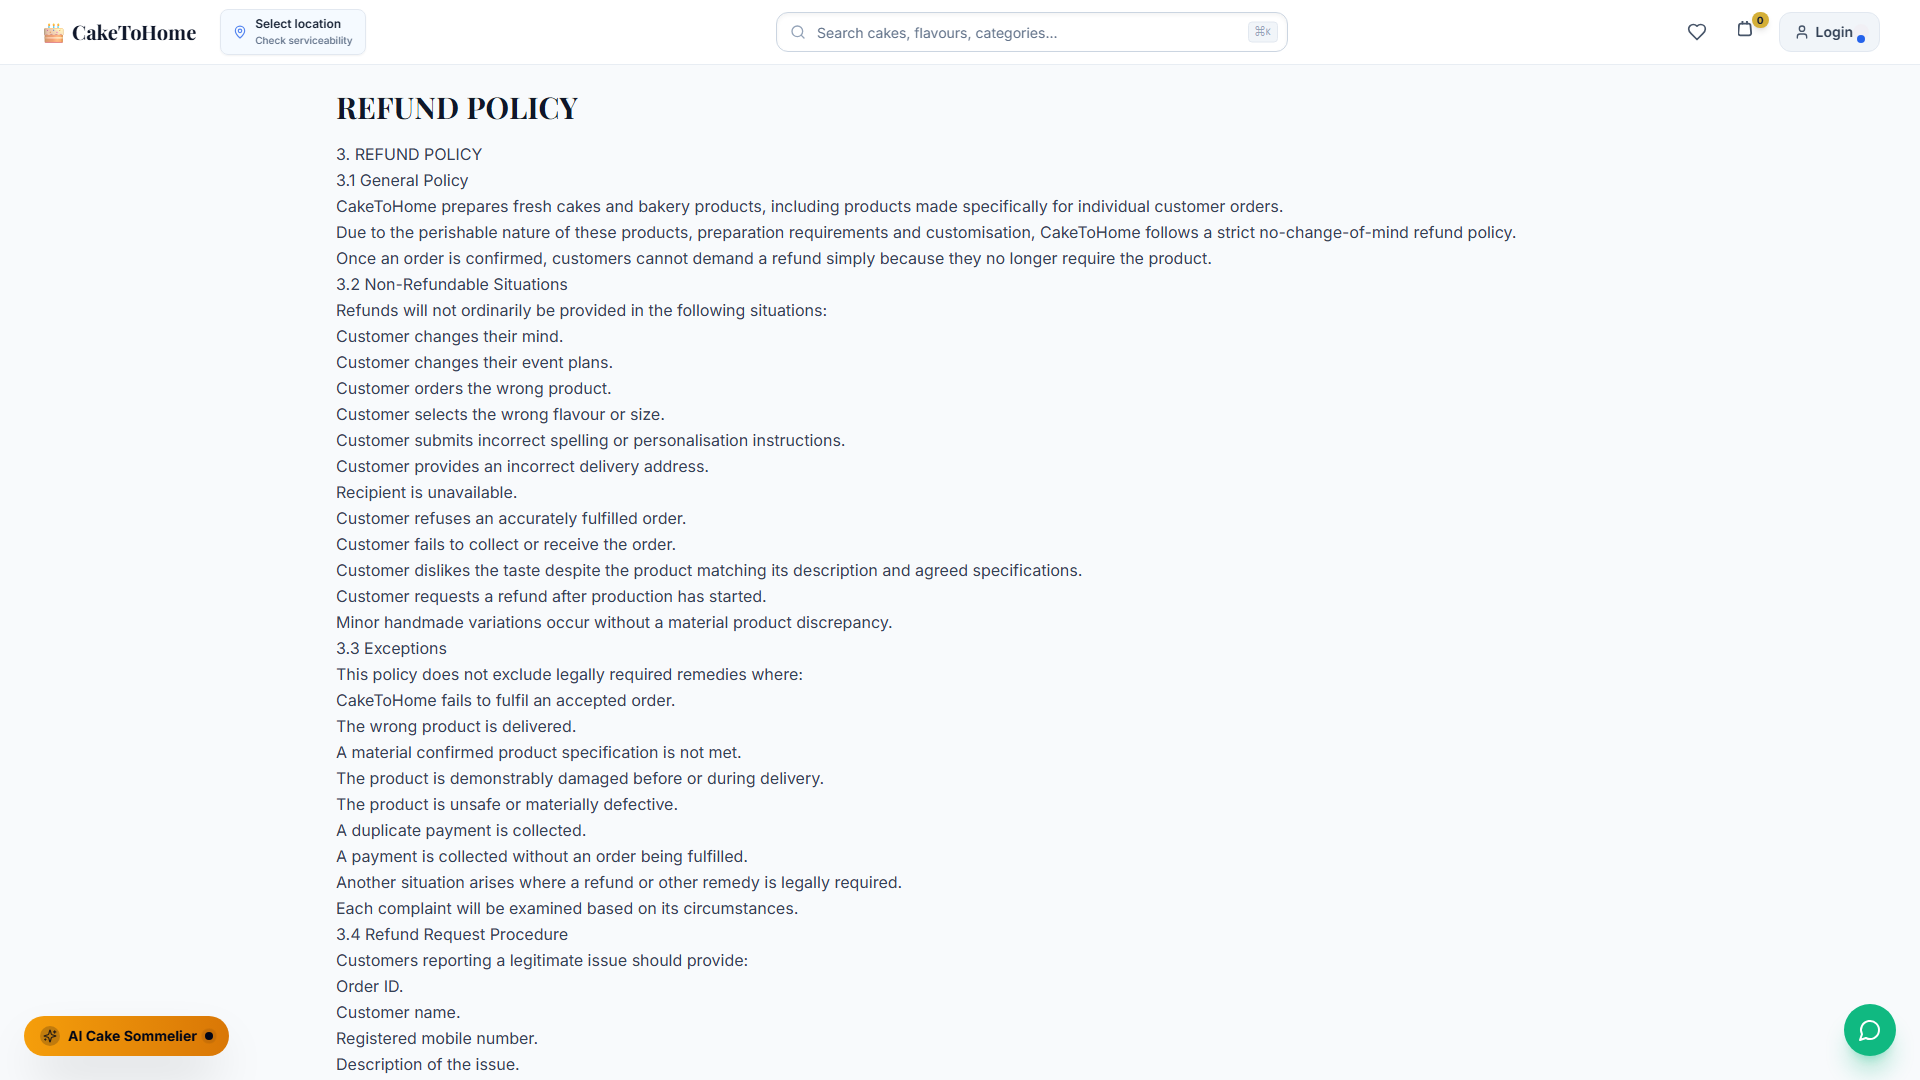 CakeToHome
Select location
Check serviceability
Search cakes, flavours, categories...
⌘K
0
Login
REFUND POLICY
3. REFUND POLICY
3.1 General Policy
CakeToHome prepares fresh cakes and bakery products, including products made specifically for individual customer orders.
Due to the perishable nature of these products, preparation requirements and customisation, CakeToHome follows a strict no-change-of-mind refund policy.
Once an order is confirmed, customers cannot demand a refund simply because they no longer require the product.
3.2 Non-Refundable Situations
Refunds will not ordinarily be provided in the following situations:
Customer changes their mind.
Customer changes their event plans.
Customer orders the wrong product.
Customer selects the wrong flavour or size.
Customer submits incorrect spelling or personalisation instructions.
Customer provides an incorrect delivery address.
Recipient is unavailable.
Customer refuses an accurately fulfilled order.
Customer fails to collect or receive the order.
Customer dislikes the taste despite the product matching its description and agreed specifications.
Customer requests a refund after production has started.
Minor handmade variations occur without a material product discrepancy.
3.3 Exceptions
This policy does not exclude legally required remedies where:
CakeToHome fails to fulfil an accepted order.
The wrong product is delivered.
A material confirmed product specification is not met.
The product is demonstrably damaged before or during delivery.
The product is unsafe or materially defective.
A duplicate payment is collected.
A payment is collected without an order being fulfilled.
Another situation arises where a refund or other remedy is legally required.
Each complaint will be examined based on its circumstances.
3.4 Refund Request Procedure
Customers reporting a legitimate issue should provide:
Order ID.
Customer name.
Registered mobile number.
Description of the issue.
AI Cake Sommelier